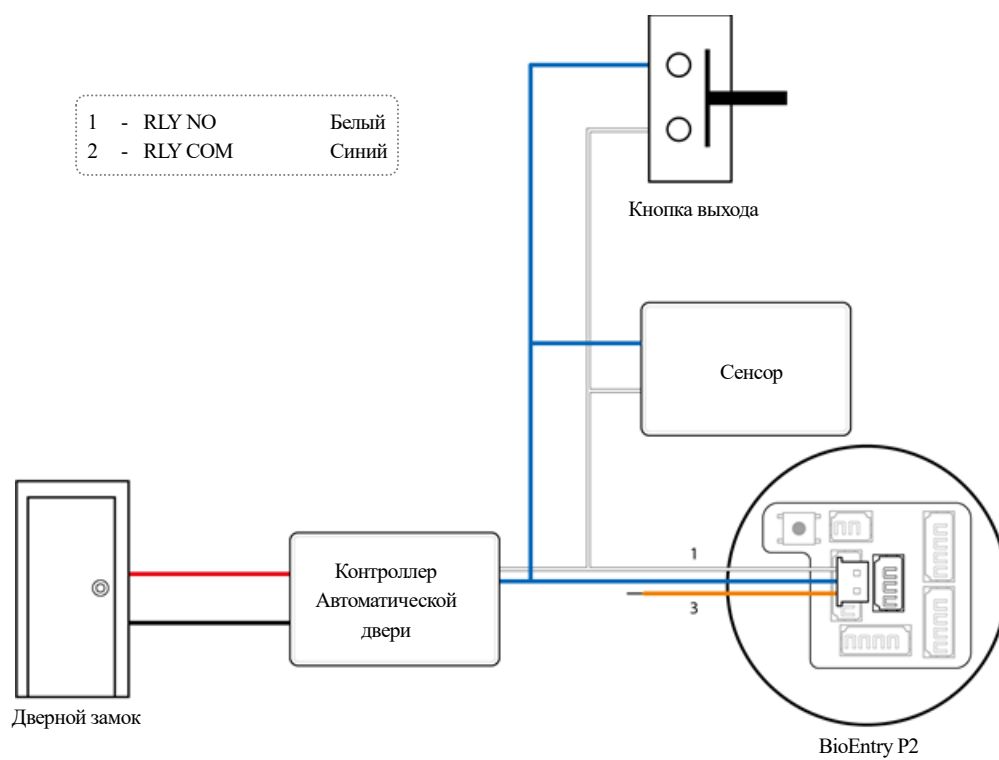 1 - RLY NO Белый
2 - RLY COM Синий
Кнопка выхода
Сенсор
Контроллер
Автоматической
двери
1
3
Дверной замок
BioEntry P2